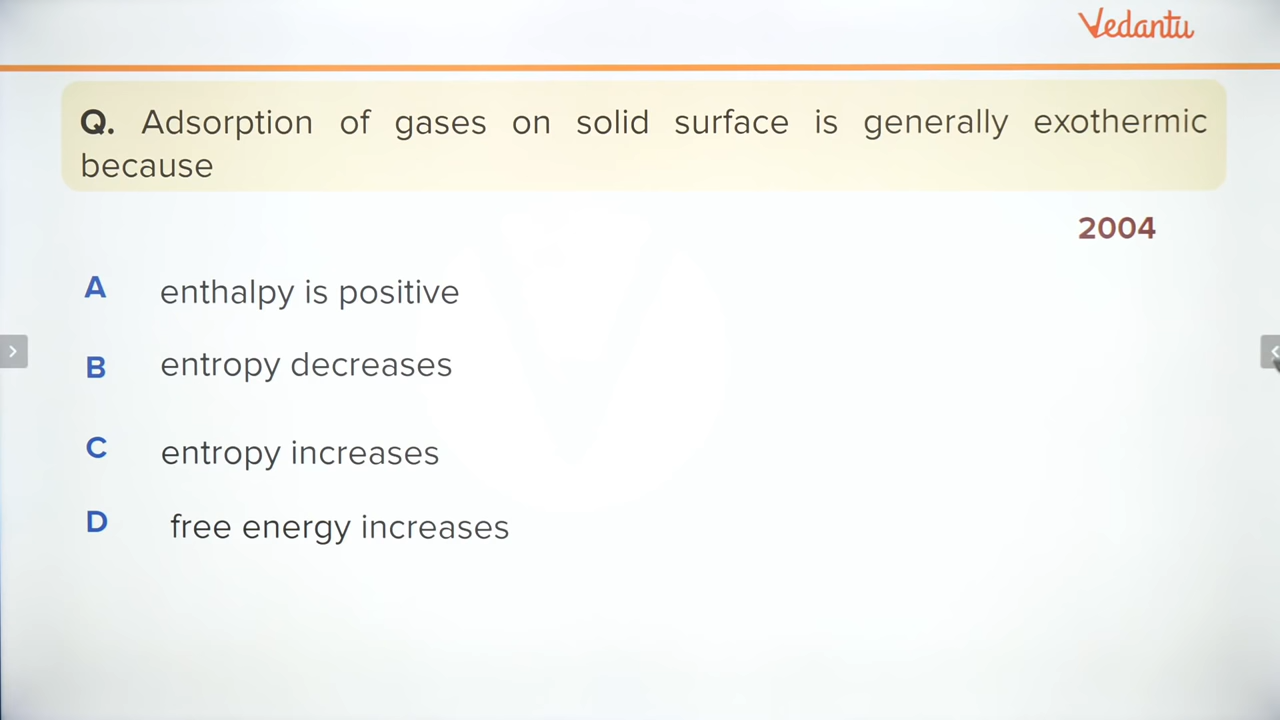 Vedantu
Q. Adsorption of gases on solid surface is generally exothermic
because
2004
A enthalpy is positive
B entropy decreases
C entropy increases
D free energy increases